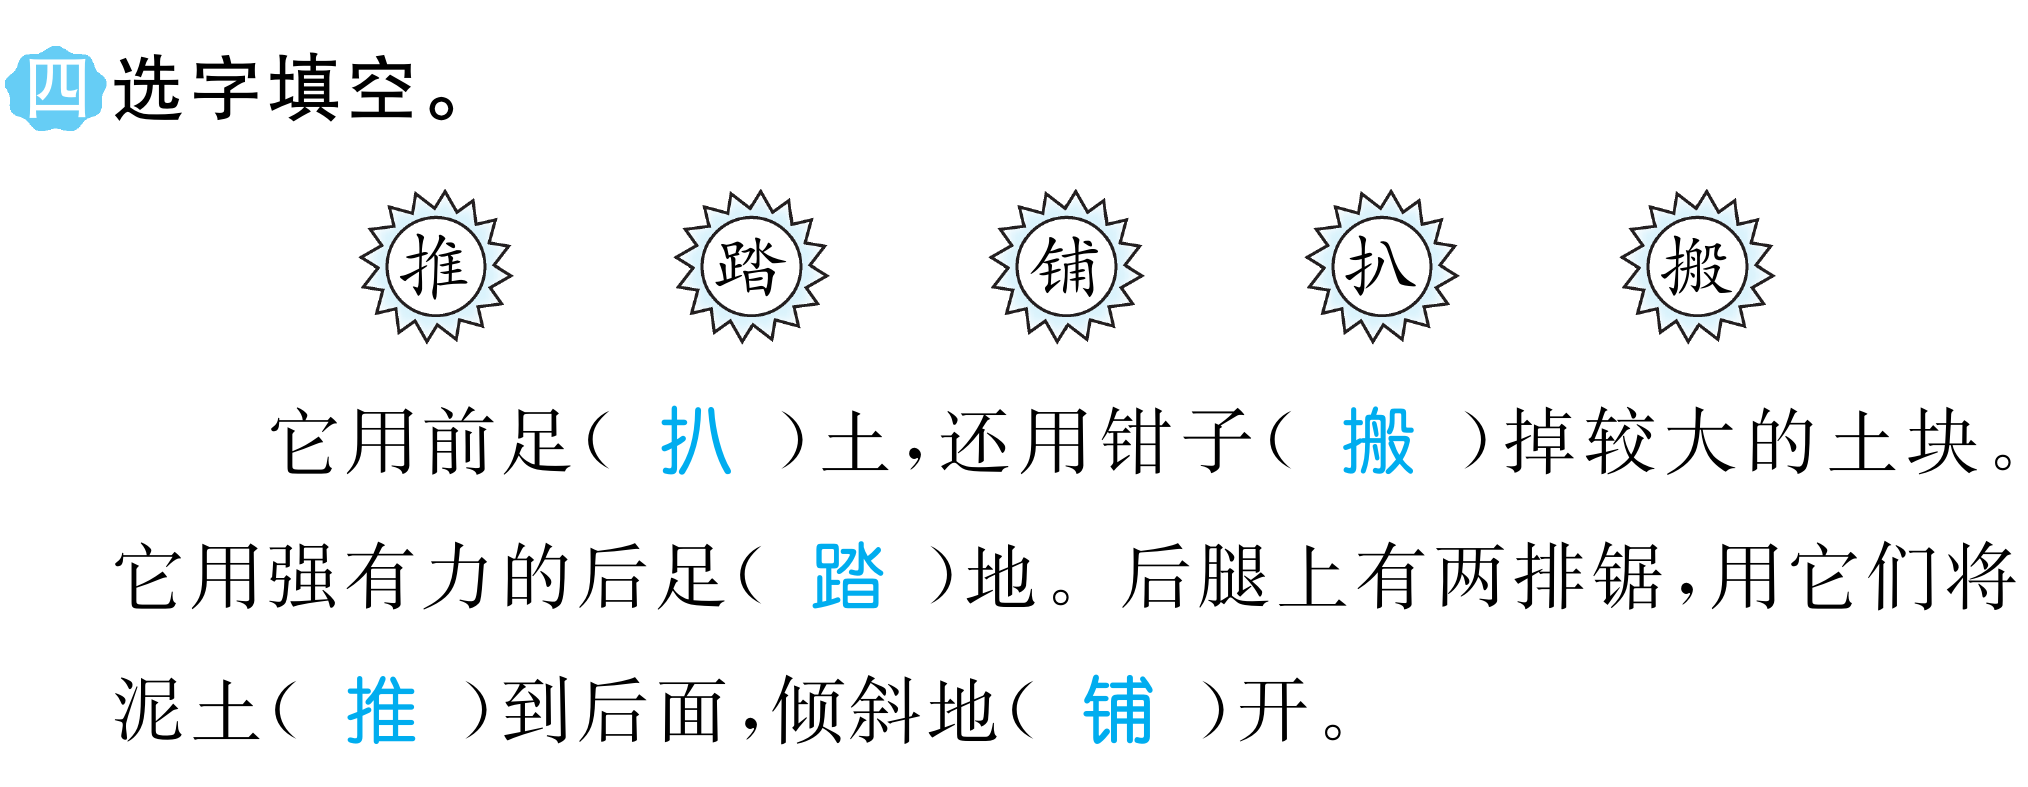 四 选字填空。
推 踏 铺 扒 搬
它用前足( 扒 )土,还用钳子( 搬 )掉较大的土块。
它用强有力的后足( 踏 )地。后腿上有两排锯,用它们将
泥土( 推 )到后面,倾斜地( 铺 )开。